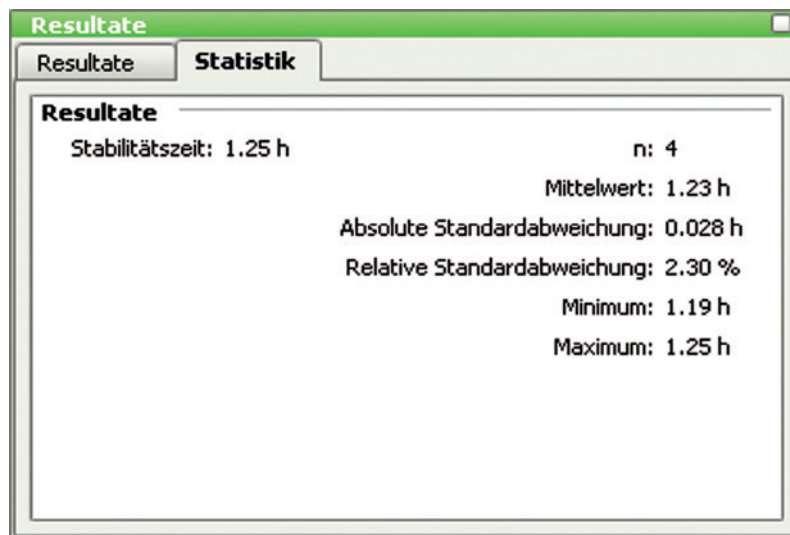 Resultate
Resultate Statistik
Resultate
Stabilitätszeit: 1.25 h n: 4
Mittelwert: 1.23 h
Absolute Standardabweichung: 0.028 h
Relative Standardabweichung: 2.30 %
Minimum: 1.19 h
Maximum: 1.25 h